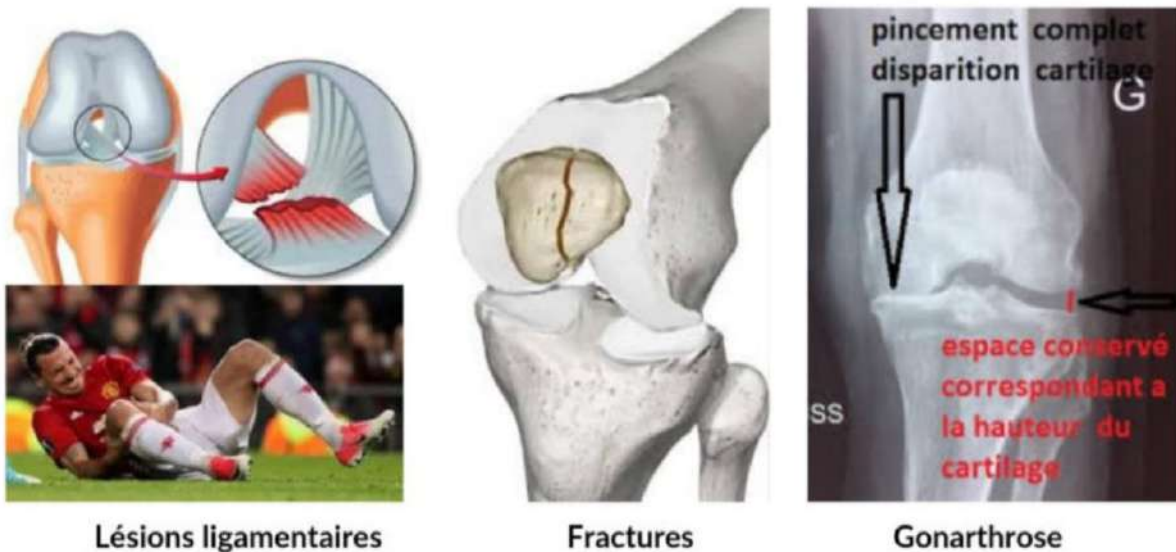 pincement complet
disparition cartilage
G
espace conservé
correspondant a
la hauteur du
cartilage
ss
Lésions ligamentaires
Fractures
Gonarthrose